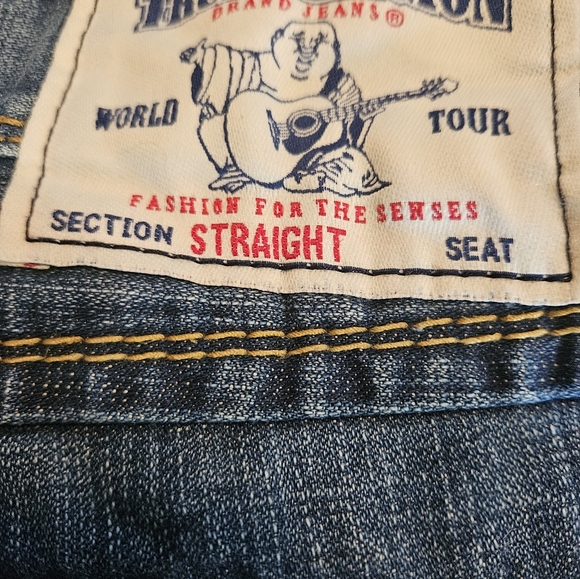 BRAND JEANS®
WORLD TOUR
FASHION FOR THE SENSES
SECTION STRAIGHT SEAT